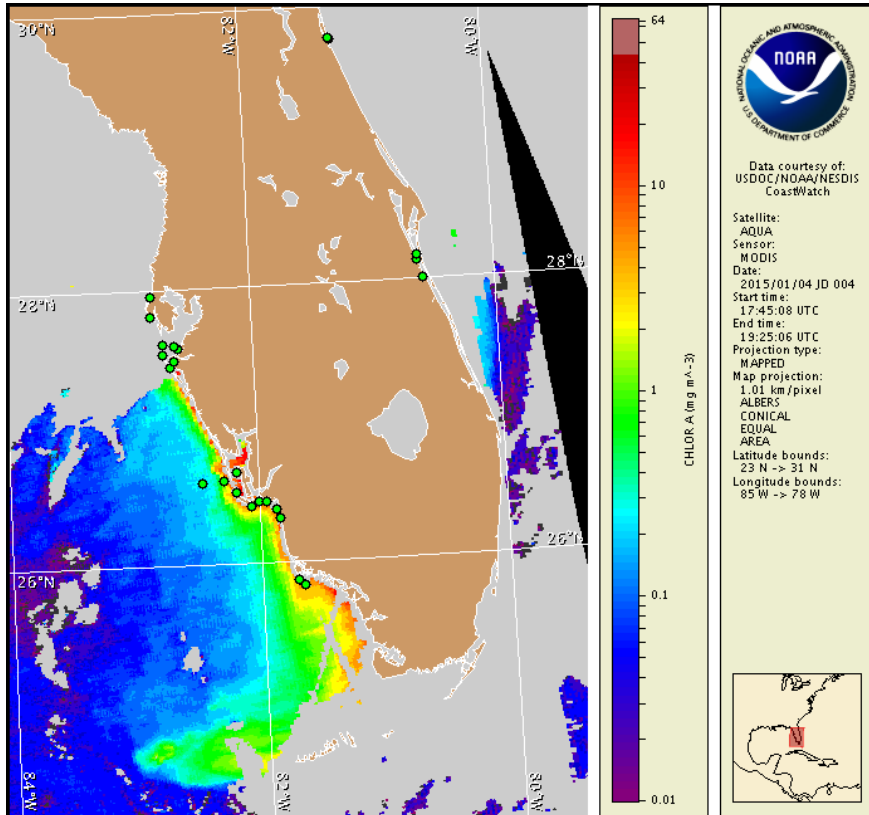 30°N
82°W
80°W
28°N
28°N
26°N
26°N
84°W
82°W
80°W
64
10
1
0.1
0.01
CHLOR A (mg m^-3)
NATIONAL OCEANIC AND ATMOSPHERIC ADMINISTRATION
NOAA
U.S. DEPARTMENT OF COMMERCE
Data courtesy of:
USDOC/NOAA/NESDIS
CoastWatch
Satellite:
AQUA
Sensor:
MODIS
Date:
2015/01/04 JD 004
Start time:
17:45:08 UTC
End time:
19:25:06 UTC
Projection type:
MAPPED
Map projection:
1.01 km/pixel
ALBERS
CONICAL
EQUAL
AREA
Latitude bounds:
23 N -> 31 N
Longitude bounds:
85 W -> 78 W